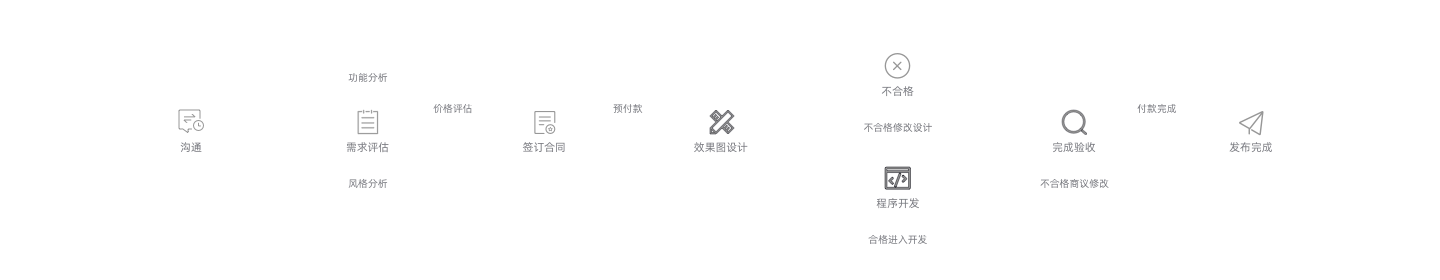 沟通
功能分析
需求评估
风格分析
价格评估
签订合同
预付款
效果图设计
不合格
不合格修改设计
程序开发
合格进入开发
完成验收
不合格商议修改
付款完成
发布完成